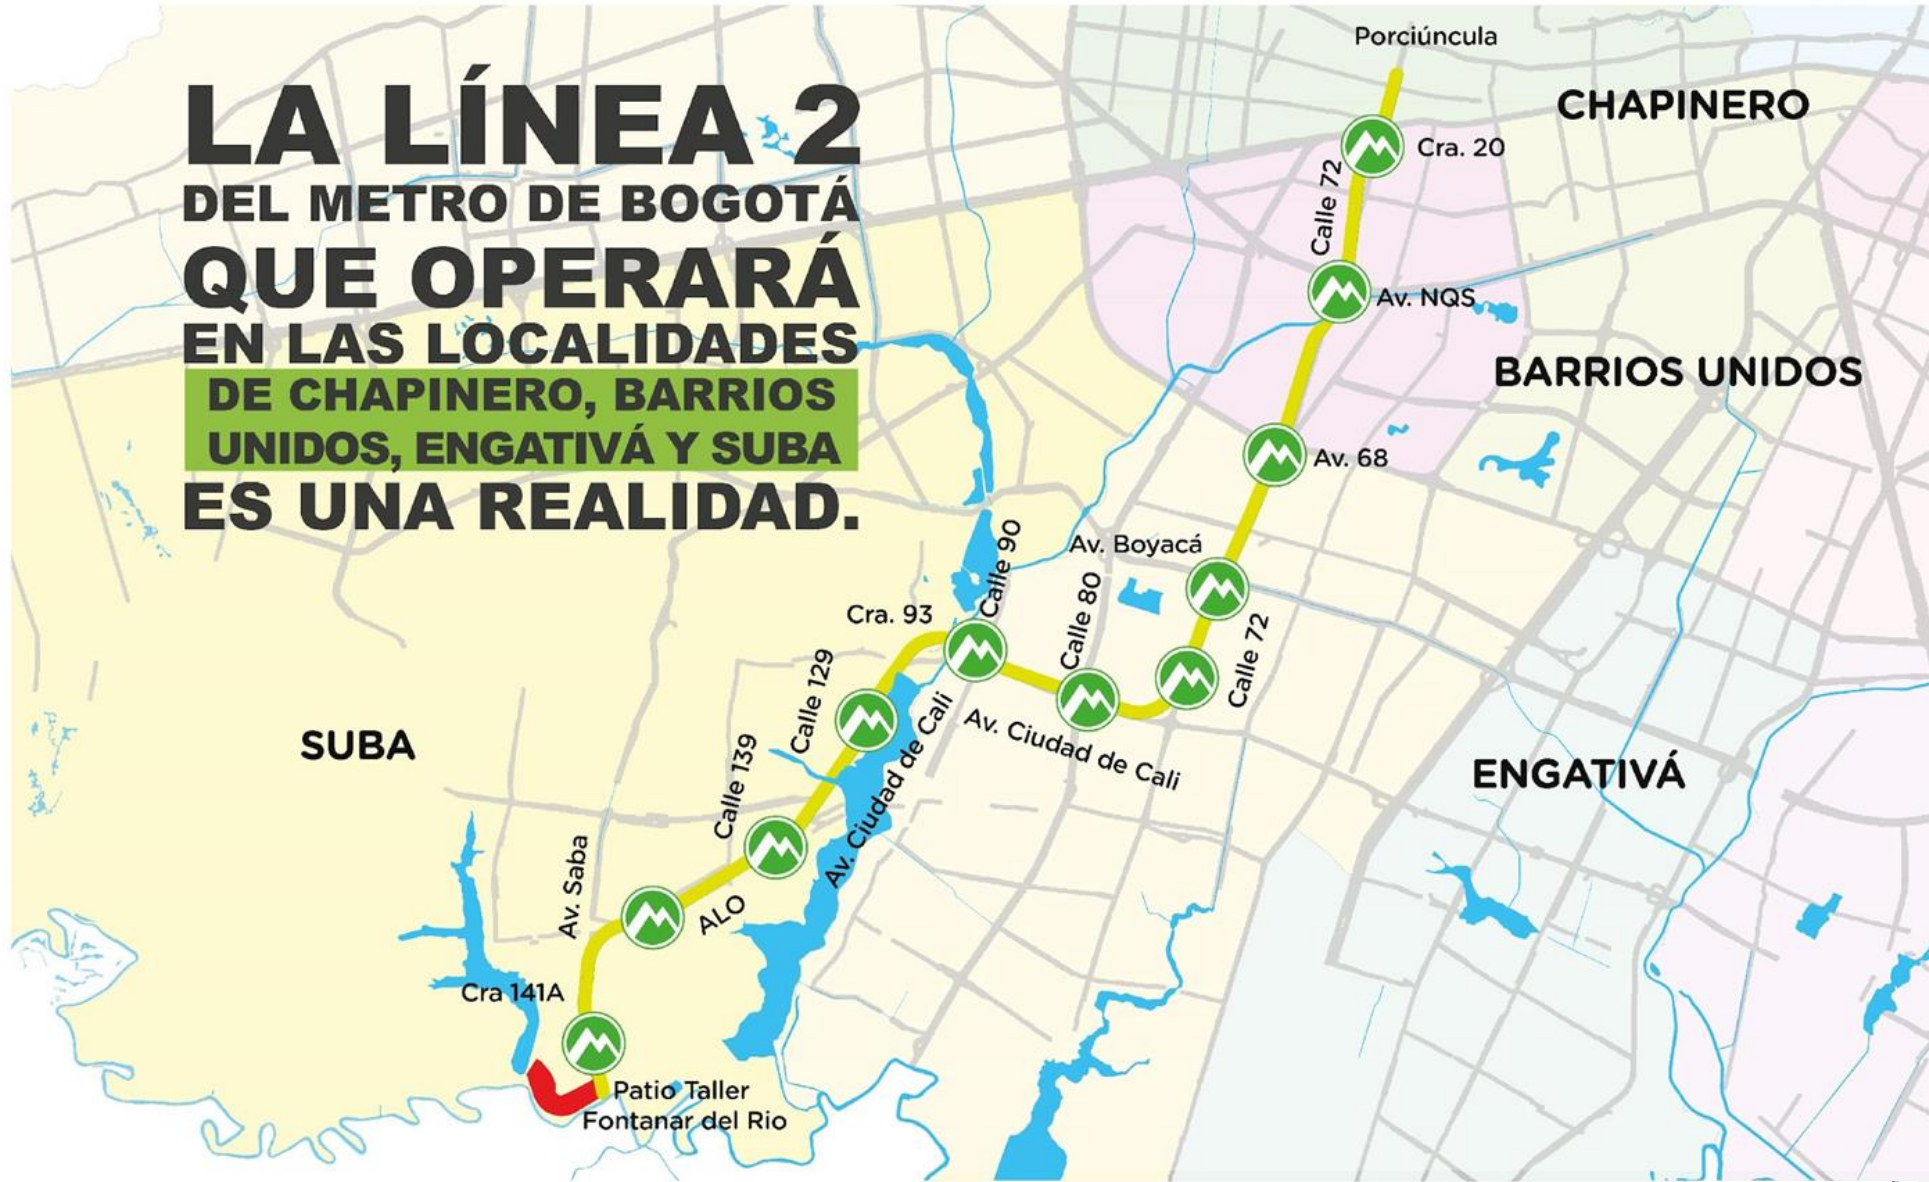 LA LÍNEA 2
DEL METRO DE BOGOTÁ
QUE OPERARÁ
EN LAS LOCALIDADES
DE CHAPINERO, BARRIOS
UNIDOS, ENGATIVÁ Y SUBA
ES UNA REALIDAD.
Porciúncula
CHAPINERO
Cra. 20
Calle 72
Av. NQS
BARRIOS UNIDOS
Av. 68
Av. Boyacá
Calle 90
Calle 80
Calle 72
Cra. 93
Calle 129
Av. Ciudad de Cali
Av. Ciudad de Cali
SUBA
Calle 139
ENGATIVÁ
Av. Saba
ALO
Cra 141A
Patio Taller
Fontanar del Rio